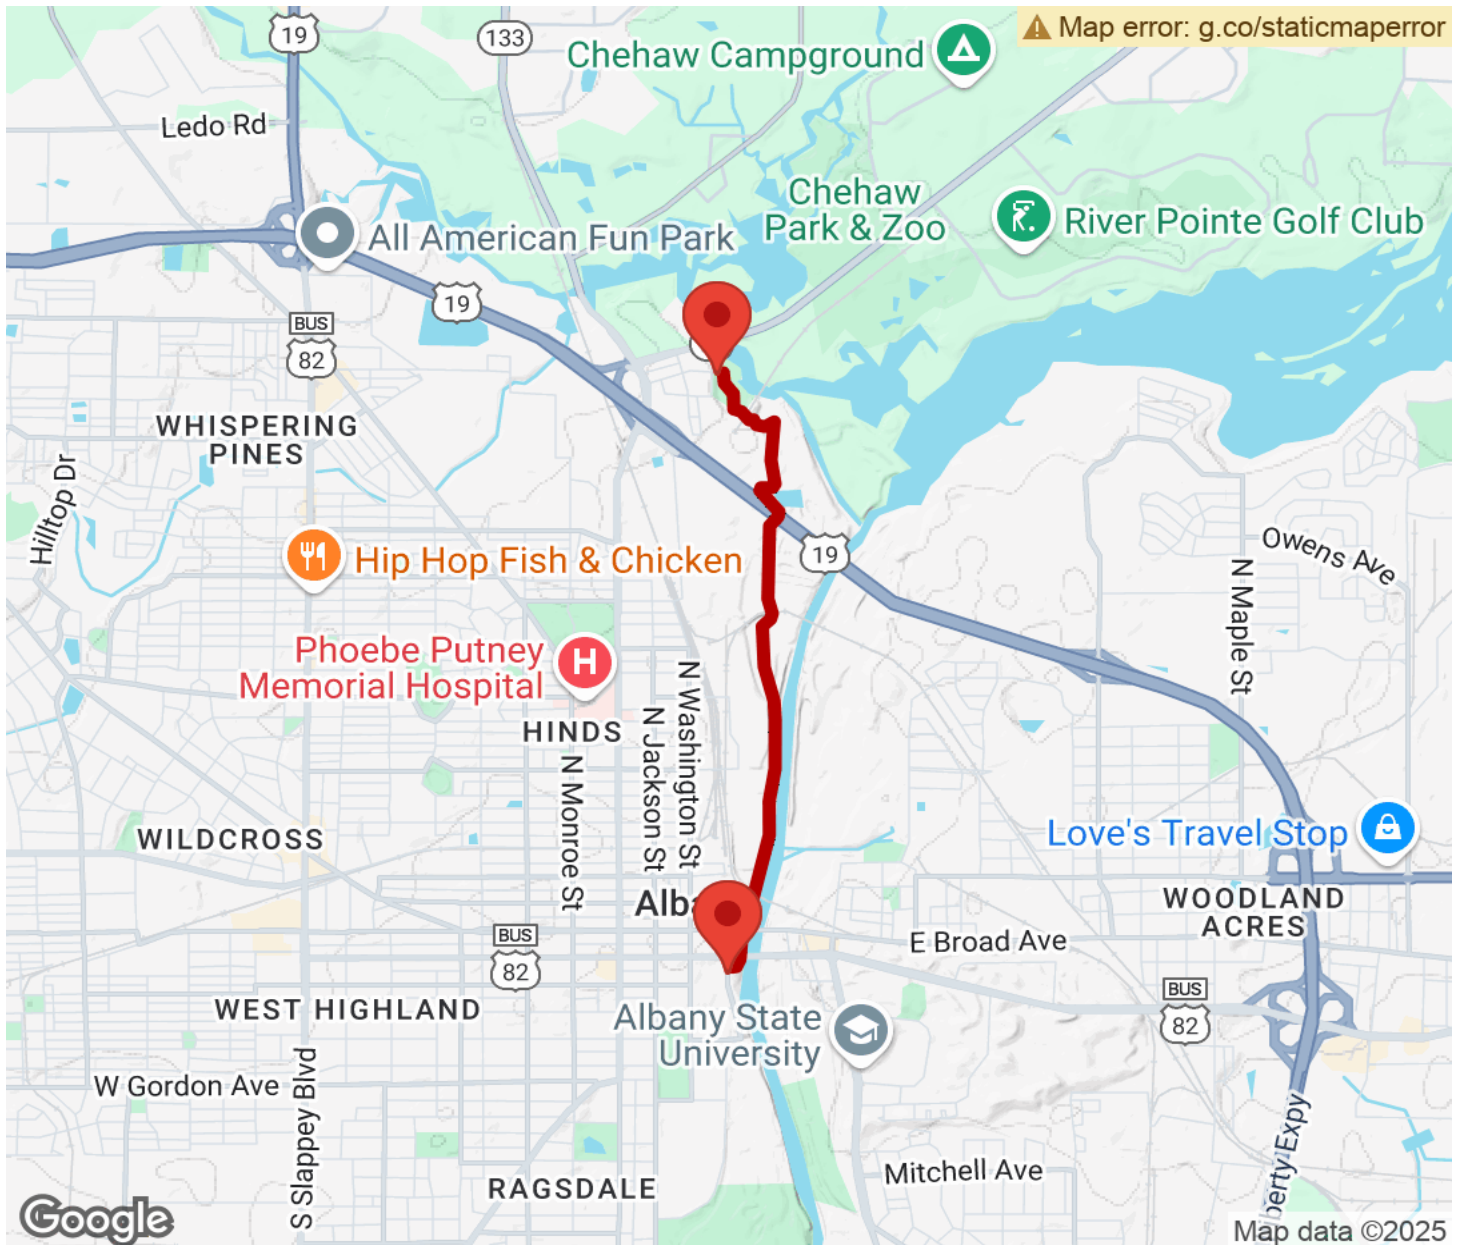 19
133
Chehaw Campground
Map error: g.co/staticmaperror
Ledo Rd
Chehaw
Park & Zoo
River Pointe Golf Club
All American Fun Park
19
BUS
82
WHISPERING
PINES
Hilltop Dr
Hip Hop Fish & Chicken
19
Owens Ave
N Maple St
Phoebe Putney
Memorial Hospital
H
HINDS
N Washington St
N Jackson St
N Monroe St
WILDCROSS
Love's Travel Stop
Alba
WOODLAND
ACRES
BUS
82
E Broad Ave
WEST HIGHLAND
Albany State
University
BUS
82
W Gordon Ave
S Slappey Blvd
iberty Expy
Mitchell Ave
RAGSDALE
Google
Map data ©2025